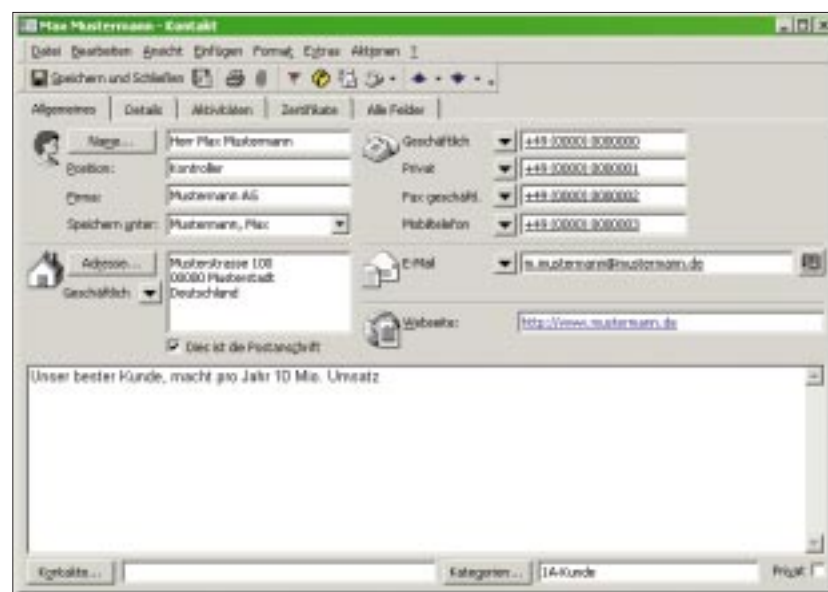 Max Mustermann - Kontakt
Datei Bearbeiten Ansicht Einfügen Format Extras Aktionen ?
Speichern und Schließen
Allgemeines Details Aktivitäten Zertifikate Alle Felder
Name... Herr Max Mustermann
Position: Kontroller
Firma: Mustermann AG
Speichern unter: Mustermann, Max
Geschäftlich +49 (0000) 0000000
Privat +49 (0000) 0000001
Fax geschäftl. +49 (0000) 0000002
Mobiltelefon +49 (0000) 0000003
Adresse... Musterstrasse 100
00000 Musterstadt
Geschäftlich Deutschland
Dies ist die Postanschrift
E-Mail m.mustermann@mustermann.de
Webseite: http://www.mustermann.de
Unser bester Kunde, macht pro Jahr 10 Mio. Umsatz
Kontakte... Kategorien... 1A-Kunde Privat